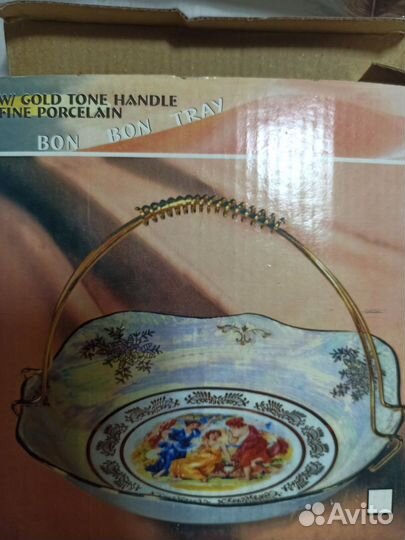 W/ GOLD TONE HANDLE
FINE PORCELAIN
BON BON TRAY
Avito